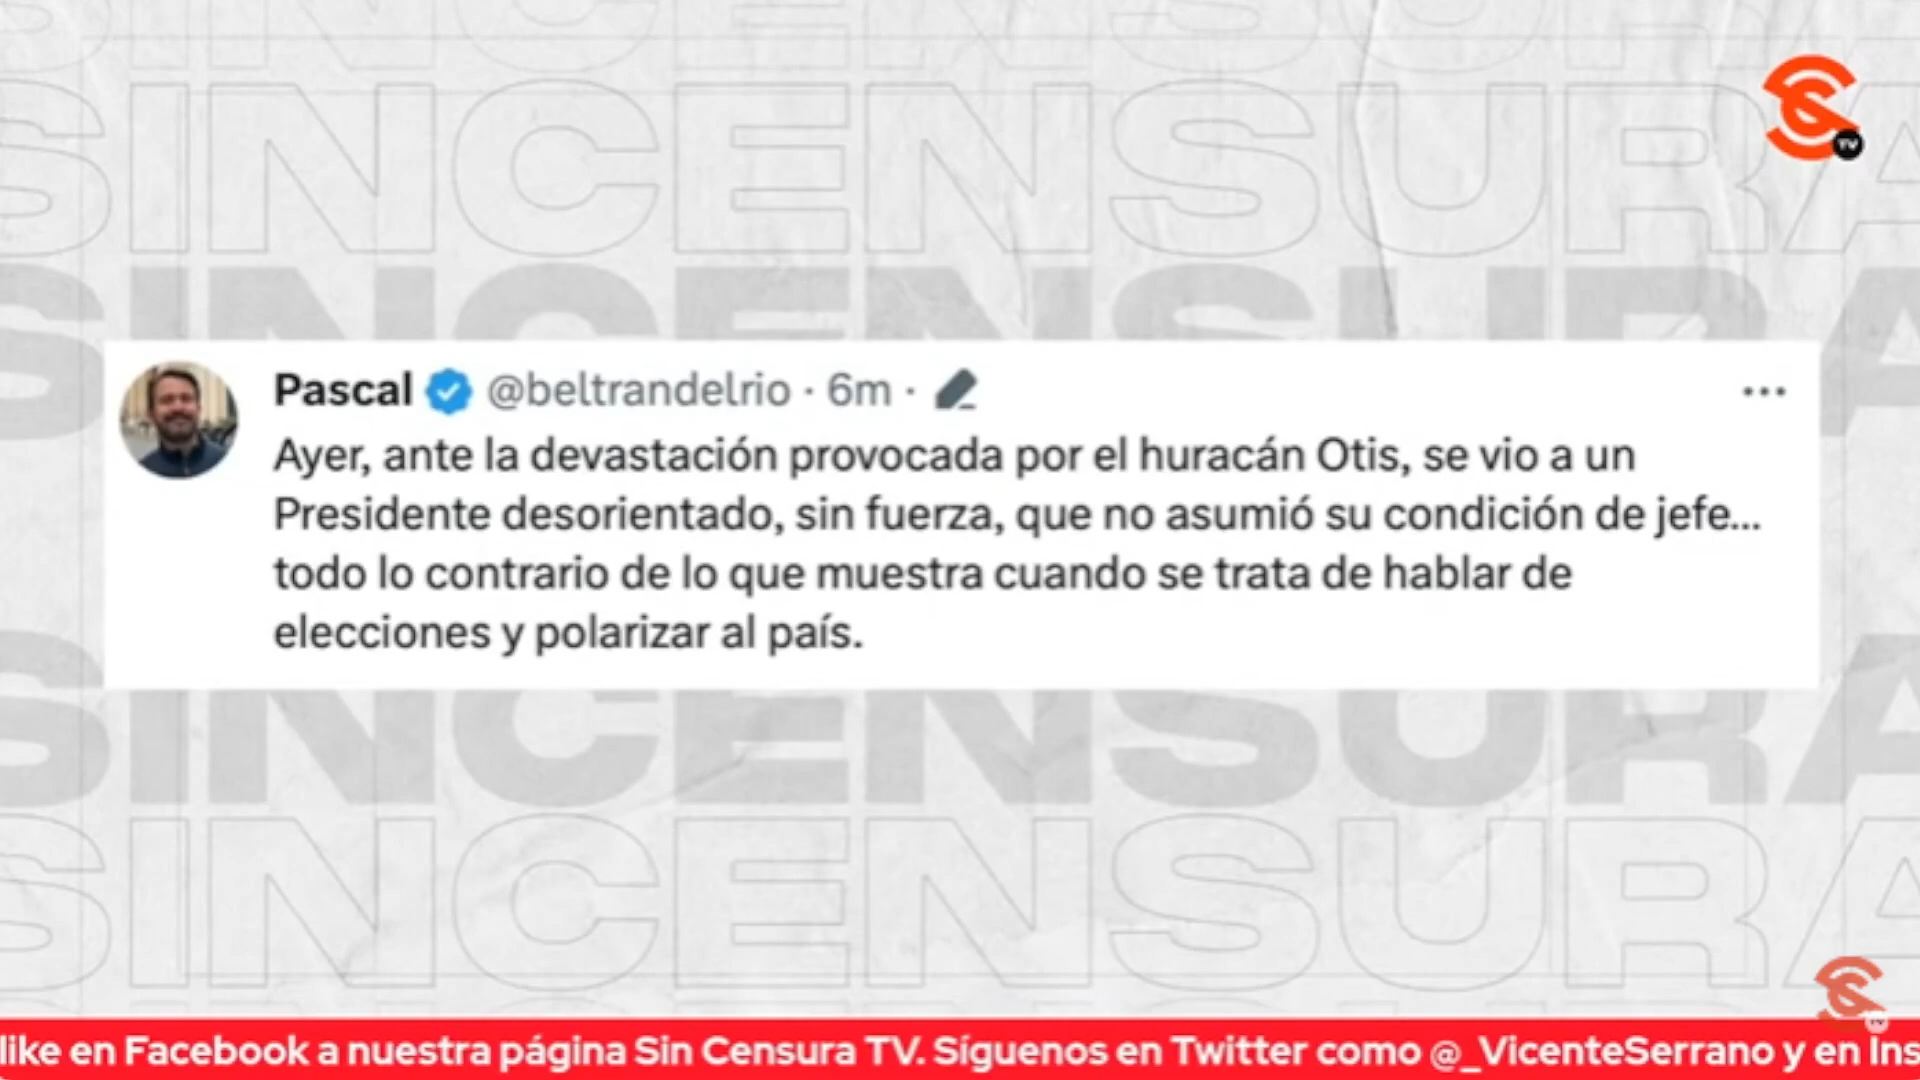 SINCENSURA
SINCENSURA
TV
SINCENSURA
Pascal @beltrandelrio · 6m ·
Ayer, ante la devastación provocada por el huracán Otis, se vio a un
Presidente desorientado, sin fuerza, que no asumió su condición de jefe...
todo lo contrario de lo que muestra cuando se trata de hablar de
elecciones y polarizar al país.
SINCENSURA
SINCENSURA
TV
like en Facebook a nuestra página Sin Censura TV. Síguenos en Twitter como @_VicenteSerrano y en Ins